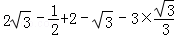 2√3 − 1/2 + 2 − √3 − 3 × √3/3